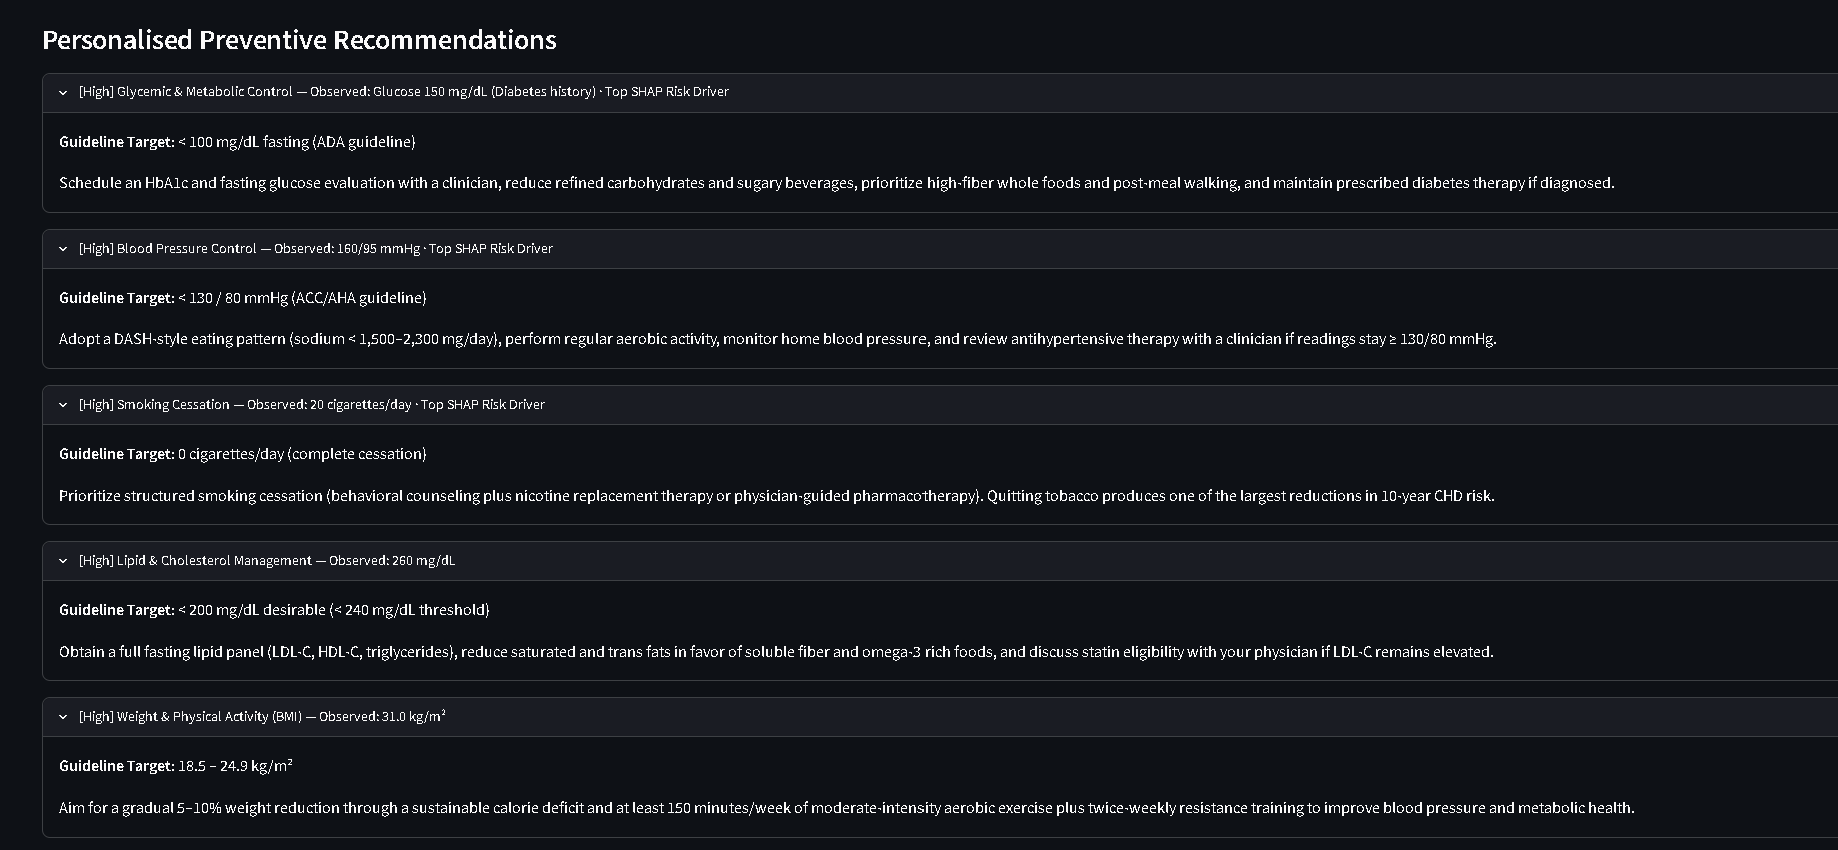 Personalised Preventive Recommendations
[High] Glycemic & Metabolic Control — Observed: Glucose 150 mg/dL (Diabetes history) · Top SHAP Risk Driver
Guideline Target: < 100 mg/dL fasting (ADA guideline)
Schedule an HbA1c and fasting glucose evaluation with a clinician, reduce refined carbohydrates and sugary beverages, prioritize high-fiber whole foods and post-meal walking, and maintain prescribed diabetes therapy if diagnosed.
[High] Blood Pressure Control — Observed: 160/95 mmHg · Top SHAP Risk Driver
Guideline Target: < 130 / 80 mmHg (ACC/AHA guideline)
Adopt a DASH-style eating pattern (sodium < 1,500–2,300 mg/day), perform regular aerobic activity, monitor home blood pressure, and review antihypertensive therapy with a clinician if readings stay ≥ 130/80 mmHg.
[High] Smoking Cessation — Observed: 20 cigarettes/day · Top SHAP Risk Driver
Guideline Target: 0 cigarettes/day (complete cessation)
Prioritize structured smoking cessation (behavioral counseling plus nicotine replacement therapy or physician-guided pharmacotherapy). Quitting tobacco produces one of the largest reductions in 10-year CHD risk.
[High] Lipid & Cholesterol Management — Observed: 260 mg/dL
Guideline Target: < 200 mg/dL desirable (< 240 mg/dL threshold)
Obtain a full fasting lipid panel (LDL-C, HDL-C, triglycerides), reduce saturated and trans fats in favor of soluble fiber and omega-3 rich foods, and discuss statin eligibility with your physician if LDL-C remains elevated.
[High] Weight & Physical Activity (BMI) — Observed: 31.0 kg/m²
Guideline Target: 18.5 – 24.9 kg/m²
Aim for a gradual 5–10% weight reduction through a sustainable calorie deficit and at least 150 minutes/week of moderate-intensity aerobic exercise plus twice-weekly resistance training to improve blood pressure and metabolic health.